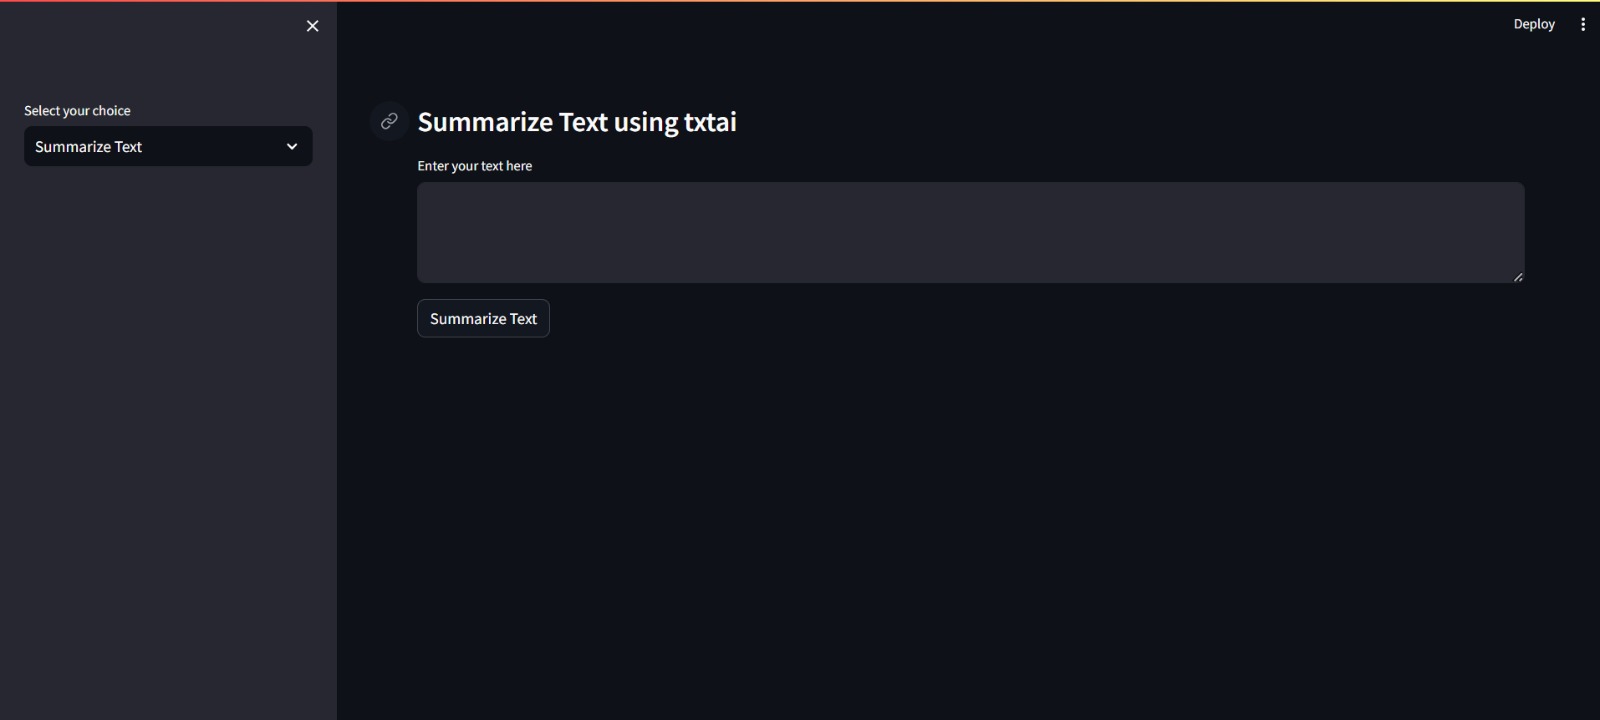 Deploy
Select your choice
Summarize Text
Summarize Text using txtai
Enter your text here
Summarize Text